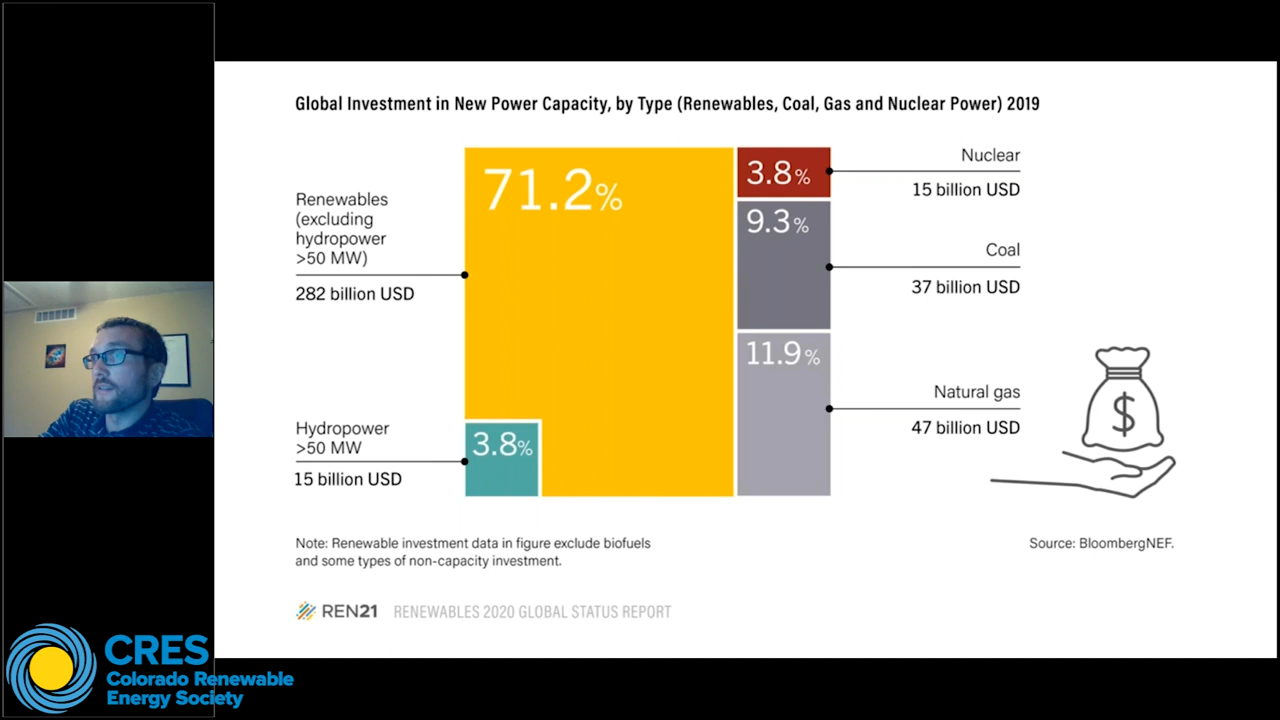 Global Investment in New Power Capacity, by Type (Renewables, Coal, Gas and Nuclear Power) 2019
Renewables
(excluding
hydropower
>50 MW)
282 billion USD
71.2%
Hydropower
>50 MW
15 billion USD
3.8%
3.8%
Nuclear
15 billion USD
9.3%
Coal
37 billion USD
11.9%
Natural gas
47 billion USD
$
Note: Renewable investment data in figure exclude biofuels
and some types of non-capacity investment.
Source: BloombergNEF.
REN21 RENEWABLES 2020 GLOBAL STATUS REPORT
CRES
Colorado Renewable
Energy Society